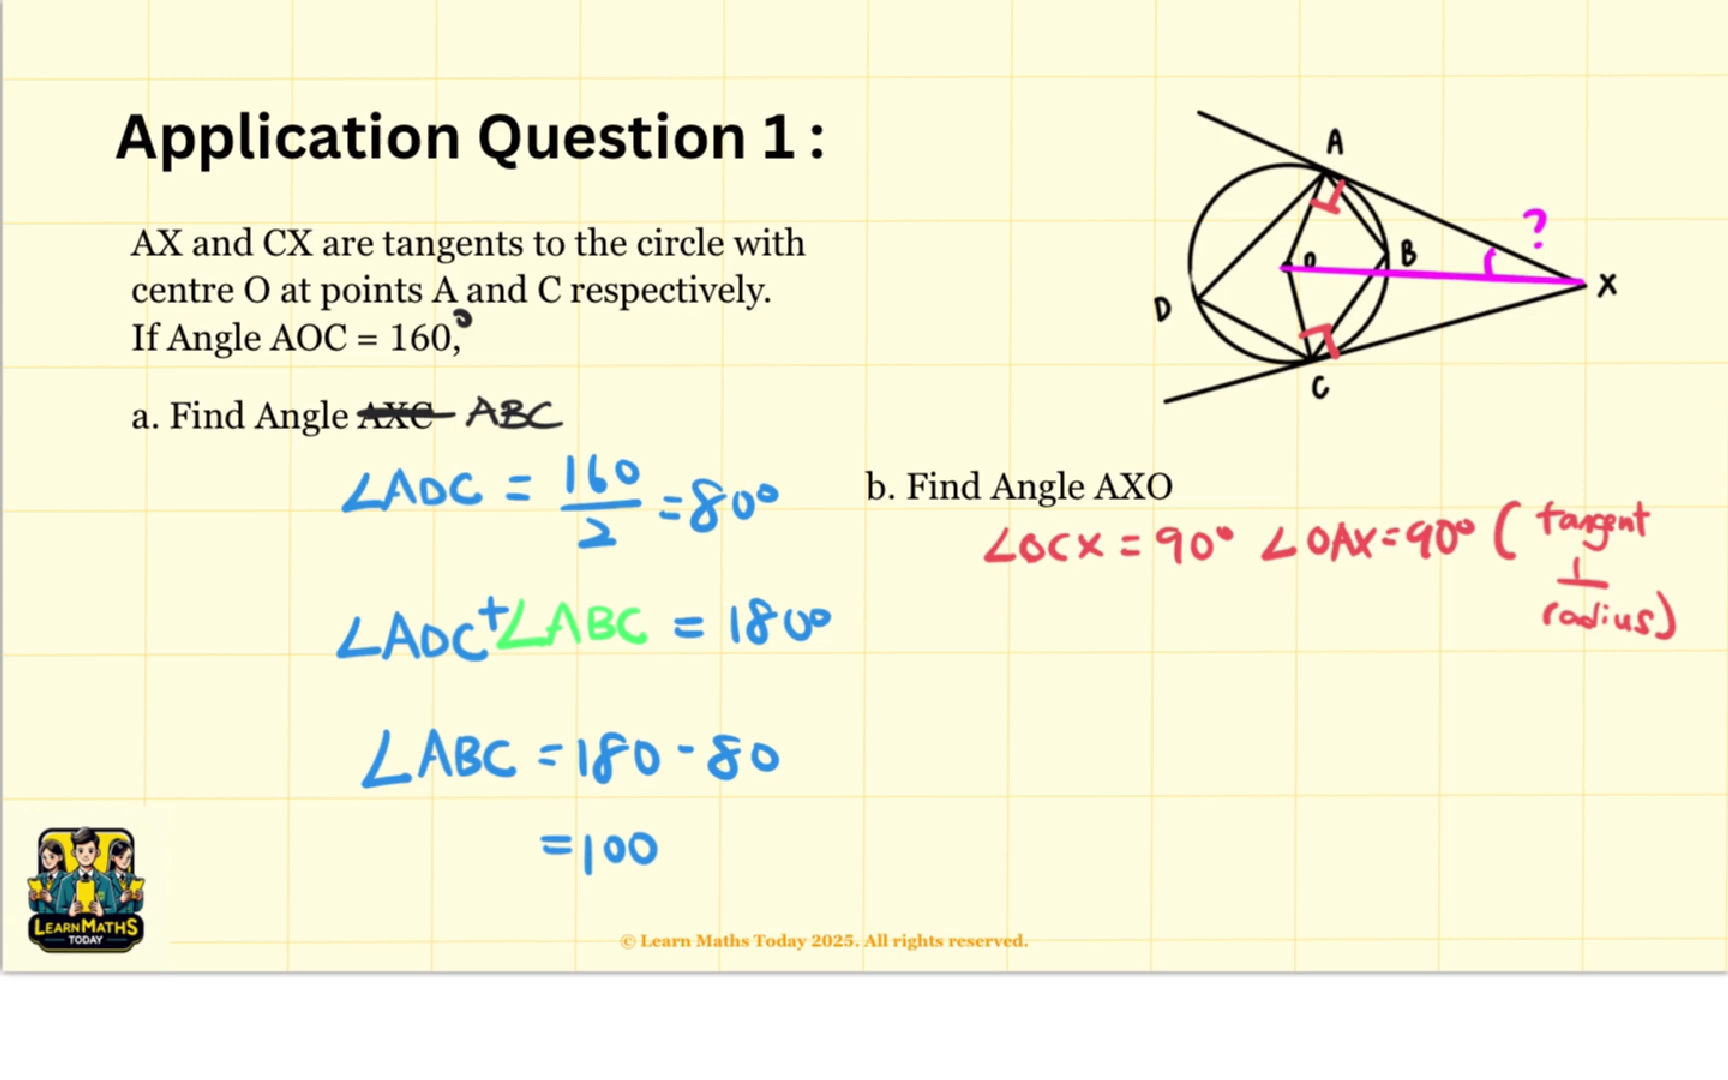 Application Question 1 :
AX and CX are tangents to the circle with
centre O at points A and C respectively.
If Angle AOC = 160,°
a. Find Angle AXC ABC
∠ADC = 160/2 = 80°
∠ADC + ∠ABC = 180°
∠ABC = 180 - 80
= 100
A
B
O
?
X
D
C
b. Find Angle AXO
∠OCX = 90° ∠OAX = 90° ( tangent
⊥
radius)
LEARNMATHS
TODAY
© Learn Maths Today 2025. All rights reserved.